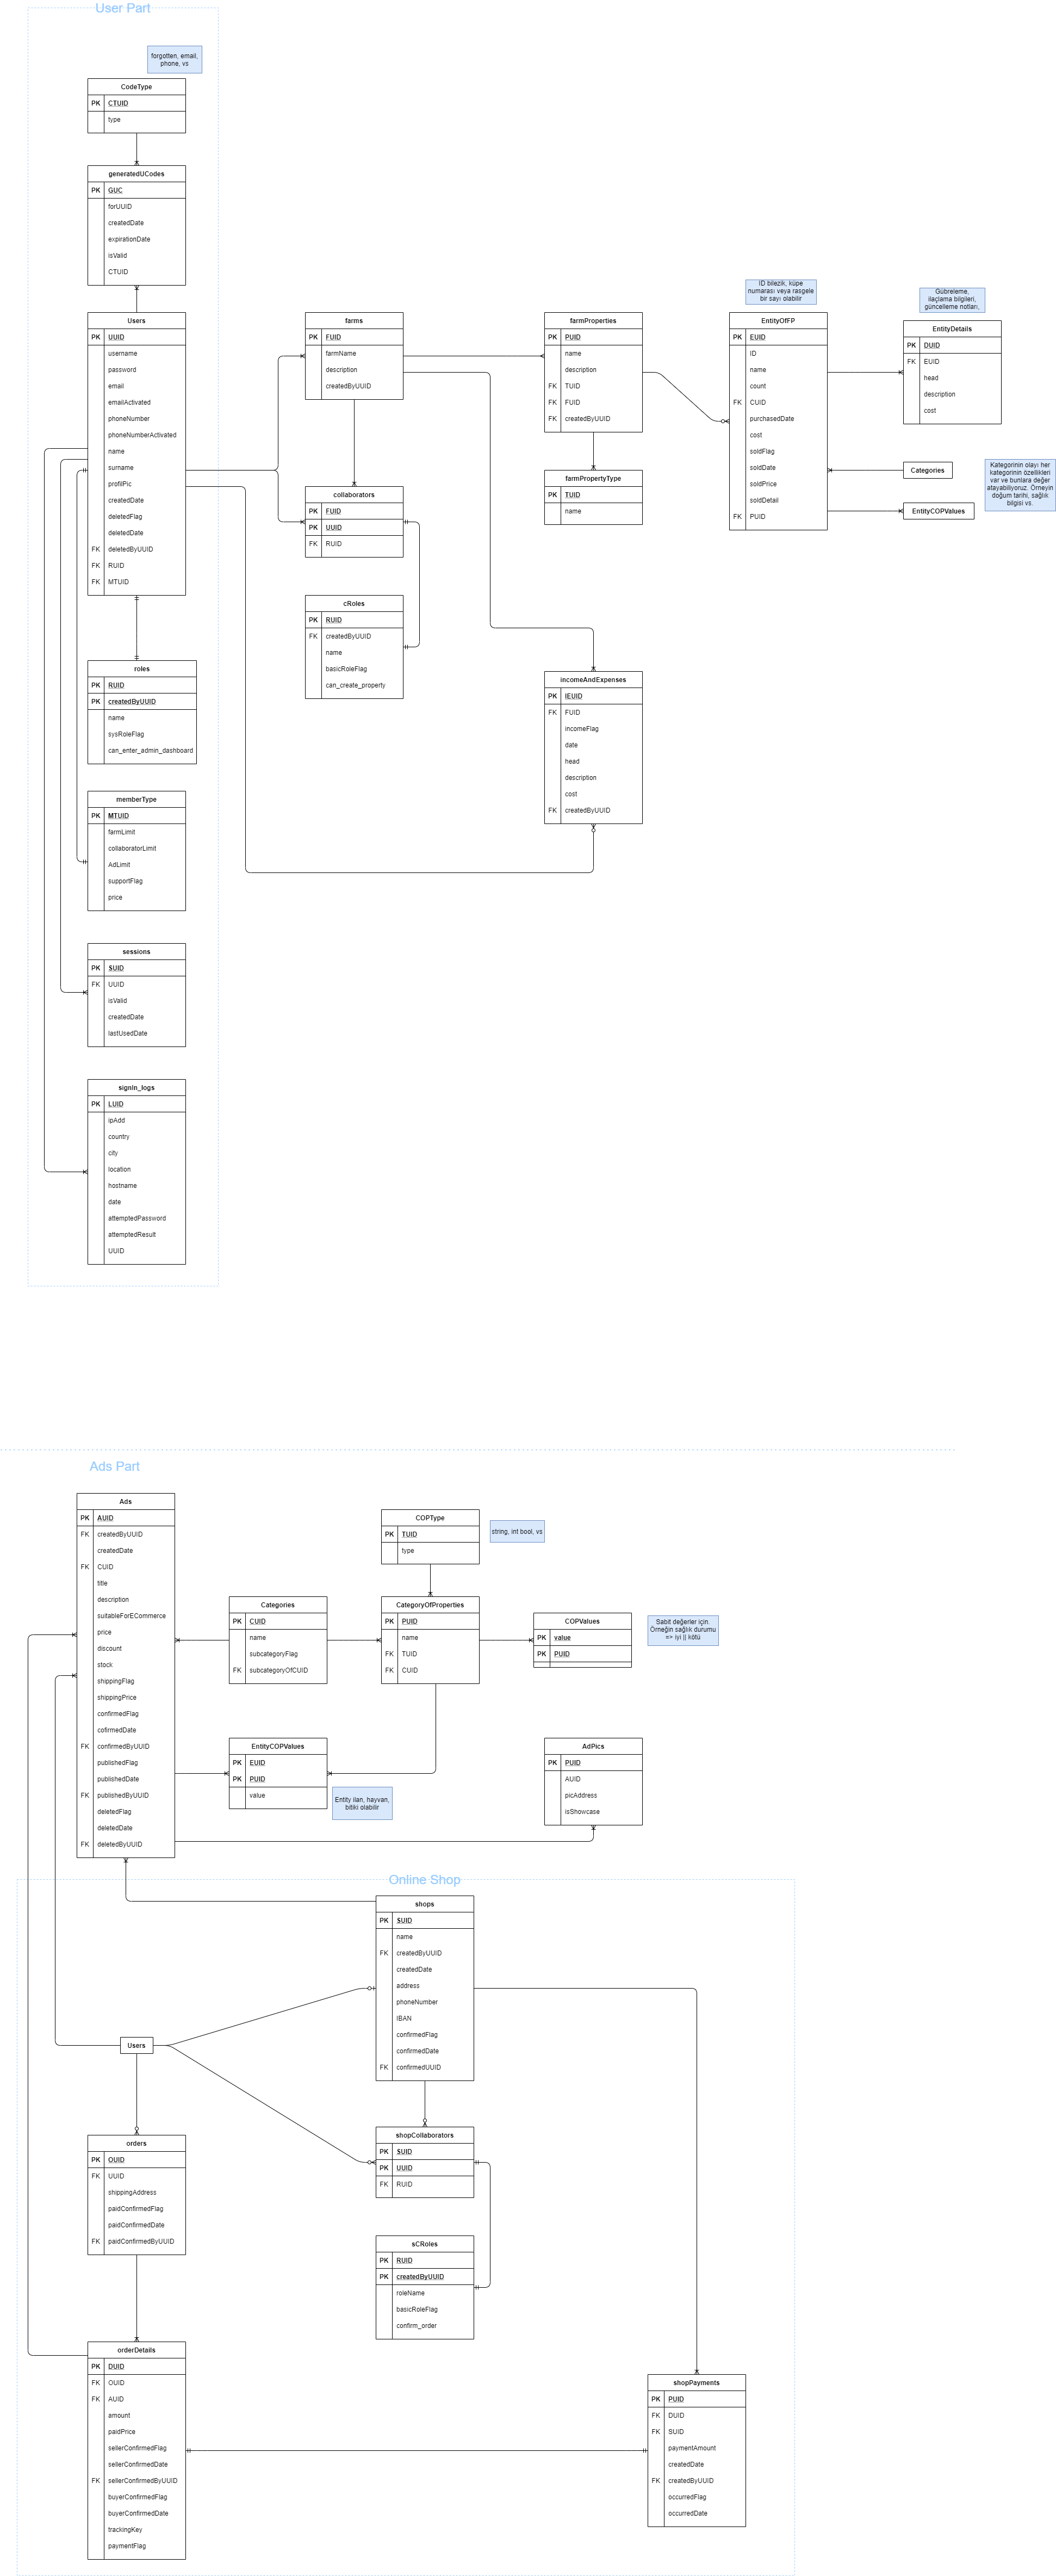 User Part
forgotten, email,
phone, vs
CodeType
PK CTUID
type
generatedUCodes
PK GUC
forUUID
createdDate
expirationDate
isValid
CTUID
Users
PK UUID
username
password
email
emailActivated
phoneNumber
phoneNumberActivated
name
surname
profilPic
createdDate
deletedFlag
deletedDate
FK deletedByUUID
FK RUID
FK MTUID
roles
PK RUID
PK createdByUUID
name
sysRoleFlag
can_enter_admin_dashboard
memberType
PK MTUID
farmLimit
collaboratorLimit
AdLimit
supportFlag
price
sessions
PK SUID
FK UUID
isValid
createdDate
lastUsedDate
signIn_logs
PK LUID
ipAdd
country
city
location
hostname
date
attemptedPassword
attemptedResult
UUID
farms
PK FUID
farmName
description
createdByUUID
collaborators
PK FUID
PK UUID
FK RUID
cRoles
PK RUID
FK createdByUUID
name
basicRoleFlag
can_create_property
farmProperties
PK PUID
name
description
FK TUID
FK FUID
FK createdByUUID
farmPropertyType
PK TUID
name
incomeAndExpenses
PK IEUID
FK FUID
incomeFlag
date
head
description
cost
FK createdByUUID
ID bilezik, küpe
numarası veya rasgele
bir sayı olabilir
EntityOfFP
PK EUID
ID
name
count
FK CUID
purchasedDate
cost
soldFlag
soldDate
soldPrice
soldDetail
FK PUID
Gübreleme,
ilaçlama bilgileri,
güncelleme notları,
EntityDetails
PK DUID
FK EUID
head
description
cost
Categories
EntityCOPValues
Kategorinin olayı her
kategorinin özellikleri
var ve bunlara değer
atayabiliyoruz. Örneyin
doğum tarihi, sağlık
bilgisi vs.
Ads Part
Ads
PK AUID
FK createdByUUID
createdDate
FK CUID
title
description
suitableForECommerce
price
discount
stock
shippingFlag
shippingPrice
confirmedFlag
cofirmedDate
FK confirmedByUUID
publishedFlag
publishedDate
FK publishedByUUID
deletedFlag
deletedDate
FK deletedByUUID
COPType
PK TUID
type
string, int bool, vs
Categories
PK CUID
name
subcategoryFlag
FK subcategoryOfCUID
CategoryOfProperties
PK PUID
name
FK TUID
FK CUID
COPValues
PK value
PK PUID
Sabit değerler için.
Örneğin sağlık durumu
=> iyi || kötü
EntityCOPValues
PK EUID
PK PUID
value
Entity ilan, hayvan,
bitiki olabilir
AdPics
PK PUID
AUID
picAddress
isShowcase
Online Shop
shops
PK SUID
name
FK createdByUUID
createdDate
address
phoneNumber
IBAN
confirmedFlag
confirmedDate
FK confirmedUUID
Users
shopCollaborators
PK SUID
PK UUID
FK RUID
orders
PK OUID
FK UUID
shippingAddress
paidConfirmedFlag
paidConfirmedDate
FK paidConfirmedByUUID
sCRoles
PK RUID
PK createdByUUID
roleName
basicRoleFlag
confirm_order
orderDetails
PK DUID
FK OUID
FK AUID
amount
paidPrice
sellerConfirmedFlag
sellerConfirmedDate
FK sellerConfirmedByUUID
buyerConfirmedFlag
buyerConfirmedDate
trackingKey
paymentFlag
shopPayments
PK PUID
FK DUID
FK SUID
paymentAmount
createdDate
FK createdByUUID
occurredFlag
occurredDate